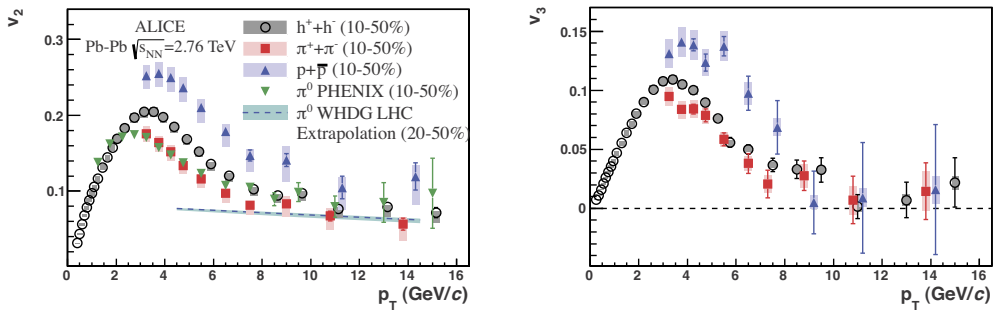 v2
0.3
0.2
0.1
0 2 4 6 8 10 12 14 16
pT (GeV/c)
ALICE
Pb-Pb √sNN=2.76 TeV
h++h- (10-50%)
π++π- (10-50%)
p+p̅ (10-50%)
π0 PHENIX (10-50%)
π0 WHDG LHC
Extrapolation (20-50%)
v3
0.15
0.1
0.05
0
0 2 4 6 8 10 12 14 16
pT (GeV/c)